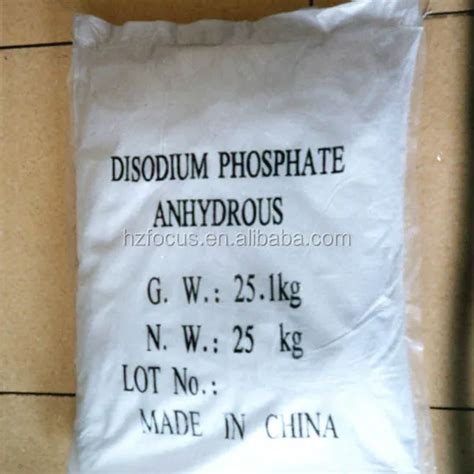 DISODIUM PHOSPHATE
ANHYDROUS
hzfocus.en.alibaba.com
G. W.: 25.1kg
N. W.: 25 kg
LOT No.:
MADE IN CHINA